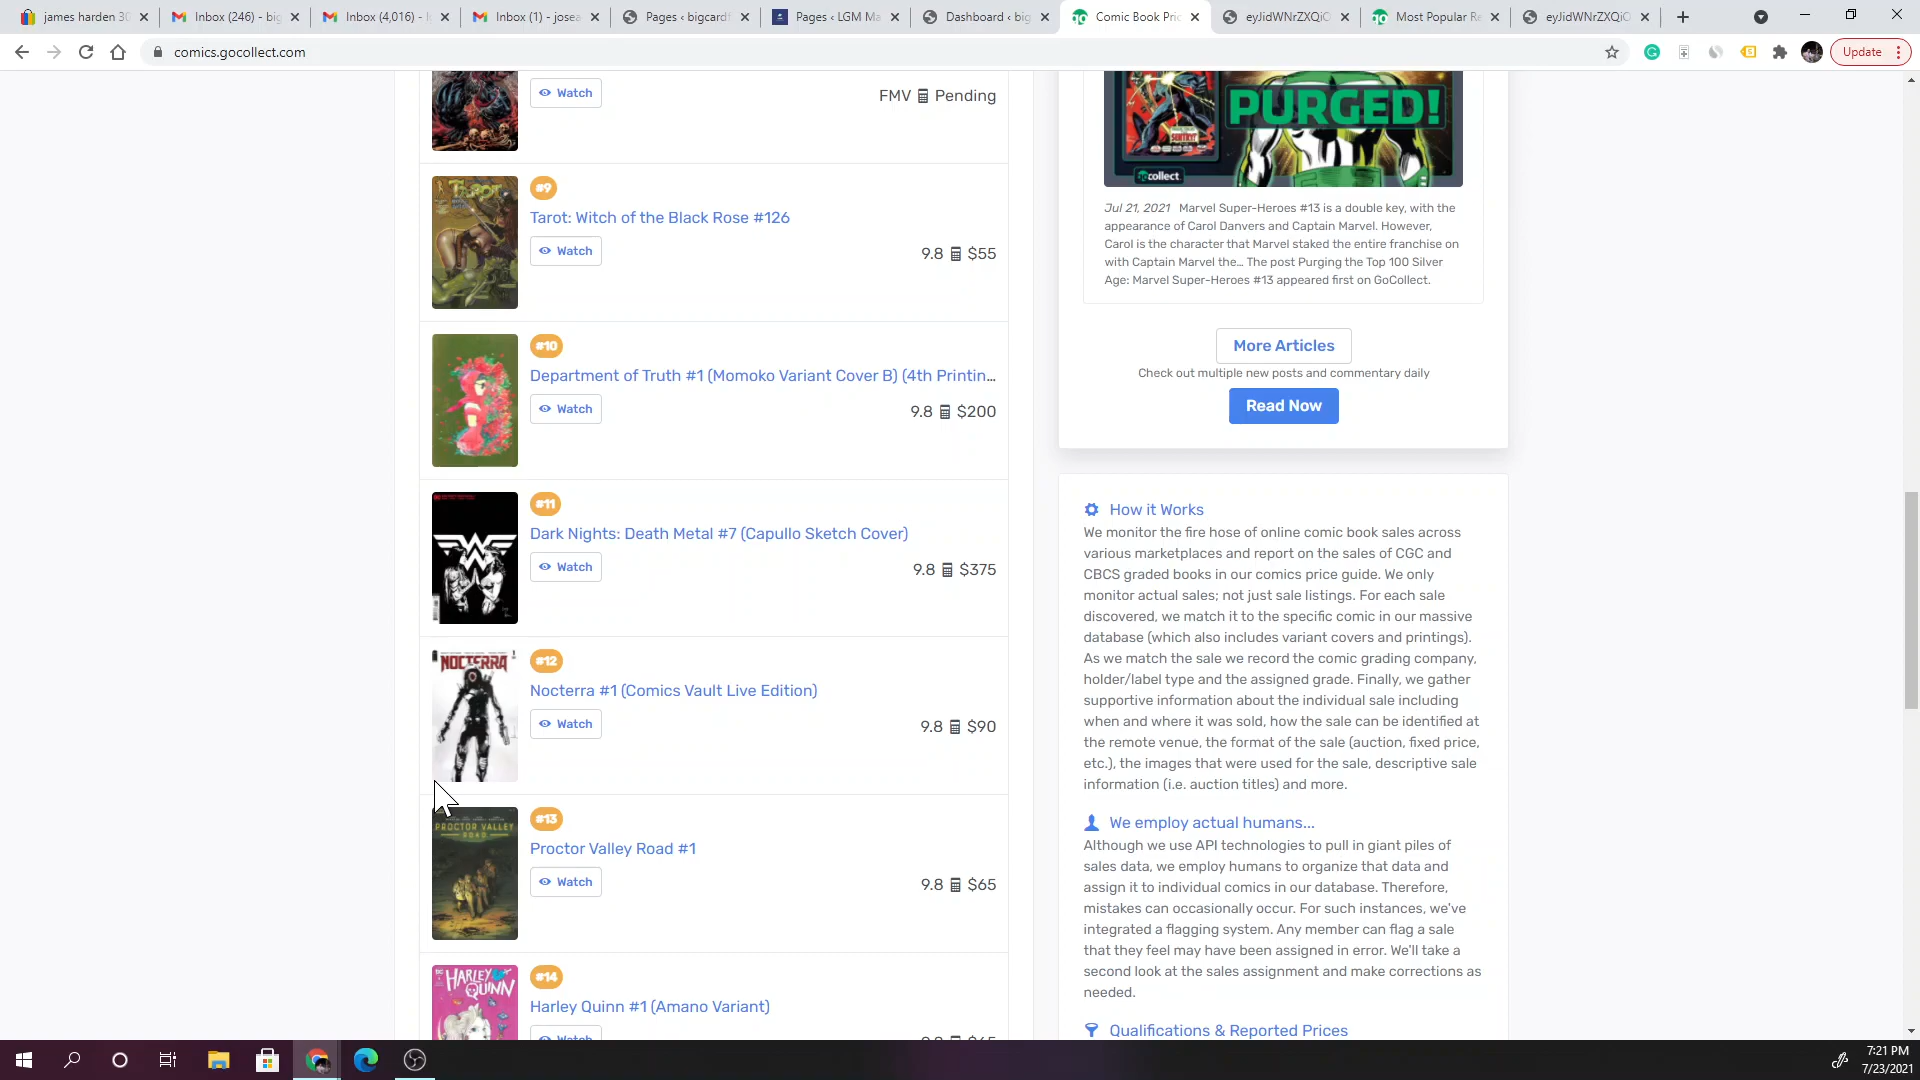 james harden 30
Inbox (246) - big
Inbox (4,016) - l
Inbox (1) - josea
Pages ‹ bigcardf
Pages ‹ LGM Ma
Dashboard ‹ big
Comic Book Pric
eyJidWNrZXQiO
Most Popular Re
eyJidWNrZXQiO
comics.gocollect.com
Update
Watch
FMV Pending
#9
Tarot: Witch of the Black Rose #126
Watch
9.8 $55
#10
Department of Truth #1 (Momoko Variant Cover B) (4th Printin...
Watch
9.8 $200
#11
Dark Nights: Death Metal #7 (Capullo Sketch Cover)
Watch
9.8 $375
NOCTERRA
#12
Nocterra #1 (Comics Vault Live Edition)
Watch
9.8 $90
PROCTOR VALLEY
ROAD
#13
Proctor Valley Road #1
Watch
9.8 $65
HARLEY
QUINN
#14
Harley Quinn #1 (Amano Variant)
Watch
9.8 $65
PURGED!
gocollect
Jul 21, 2021 Marvel Super-Heroes #13 is a double key, with the
appearance of Carol Danvers and Captain Marvel. However,
Carol is the character that Marvel staked the entire franchise on
with Captain Marvel the... The post Purging the Top 100 Silver
Age: Marvel Super-Heroes #13 appeared first on GoCollect.
More Articles
Check out multiple new posts and commentary daily
Read Now
How it Works
We monitor the fire hose of online comic book sales across
various marketplaces and report on the sales of CGC and
CBCS graded books in our comics price guide. We only
monitor actual sales; not just sale listings. For each sale
discovered, we match it to the specific comic in our massive
database (which also includes variant covers and printings).
As we match the sale we record the comic grading company,
holder/label type and the assigned grade. Finally, we gather
supportive information about the individual sale including
when and where it was sold, how the sale can be identified at
the remote venue, the format of the sale (auction, fixed price,
etc.), the images that were used for the sale, descriptive sale
information (i.e. auction titles) and more.
We employ actual humans...
Although we use API technologies to pull in giant piles of
sales data, we employ humans to organize that data and
assign it to individual comics in our database. Therefore,
mistakes can occasionally occur. For such instances, we've
integrated a flagging system. Any member can flag a sale
that they feel may have been assigned in error. We'll take a
second look at the sales assignment and make corrections as
needed.
Qualifications & Reported Prices
7:21 PM
7/23/2021